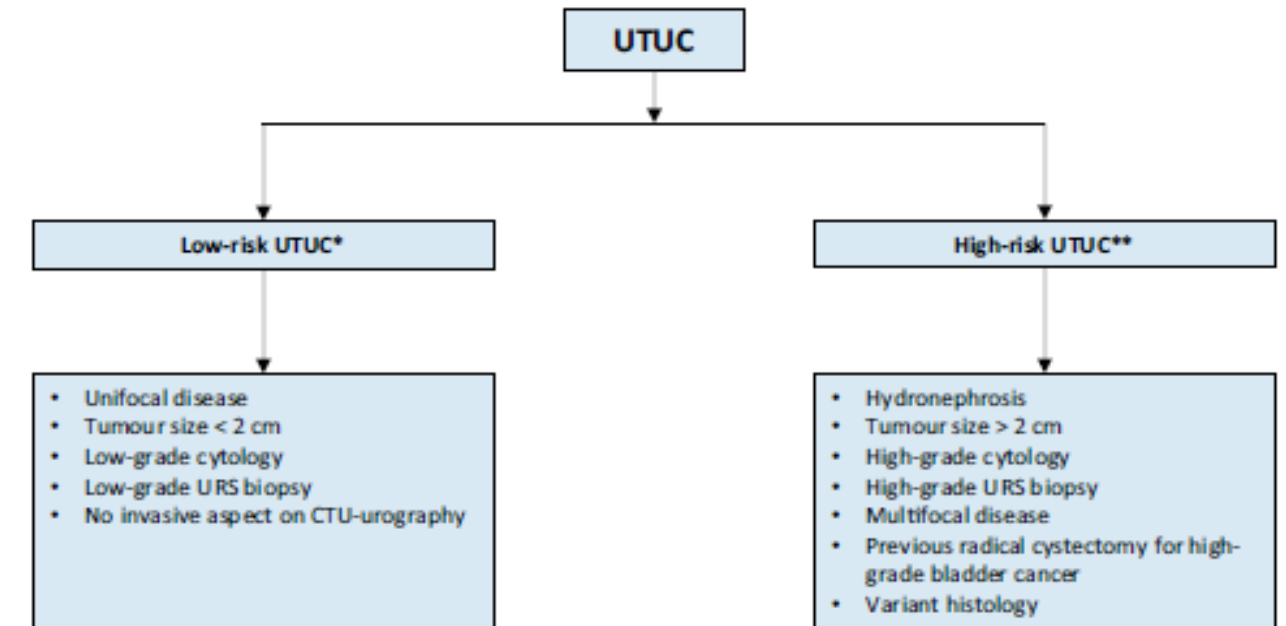 UTUC
Low-risk UTUC*
High-risk UTUC**
• Unifocal disease
• Tumour size < 2 cm
• Low-grade cytology
• Low-grade URS biopsy
• No invasive aspect on CTU-urography
• Hydronephrosis
• Tumour size > 2 cm
• High-grade cytology
• High-grade URS biopsy
• Multifocal disease
• Previous radical cystectomy for high-
grade bladder cancer
• Variant histology